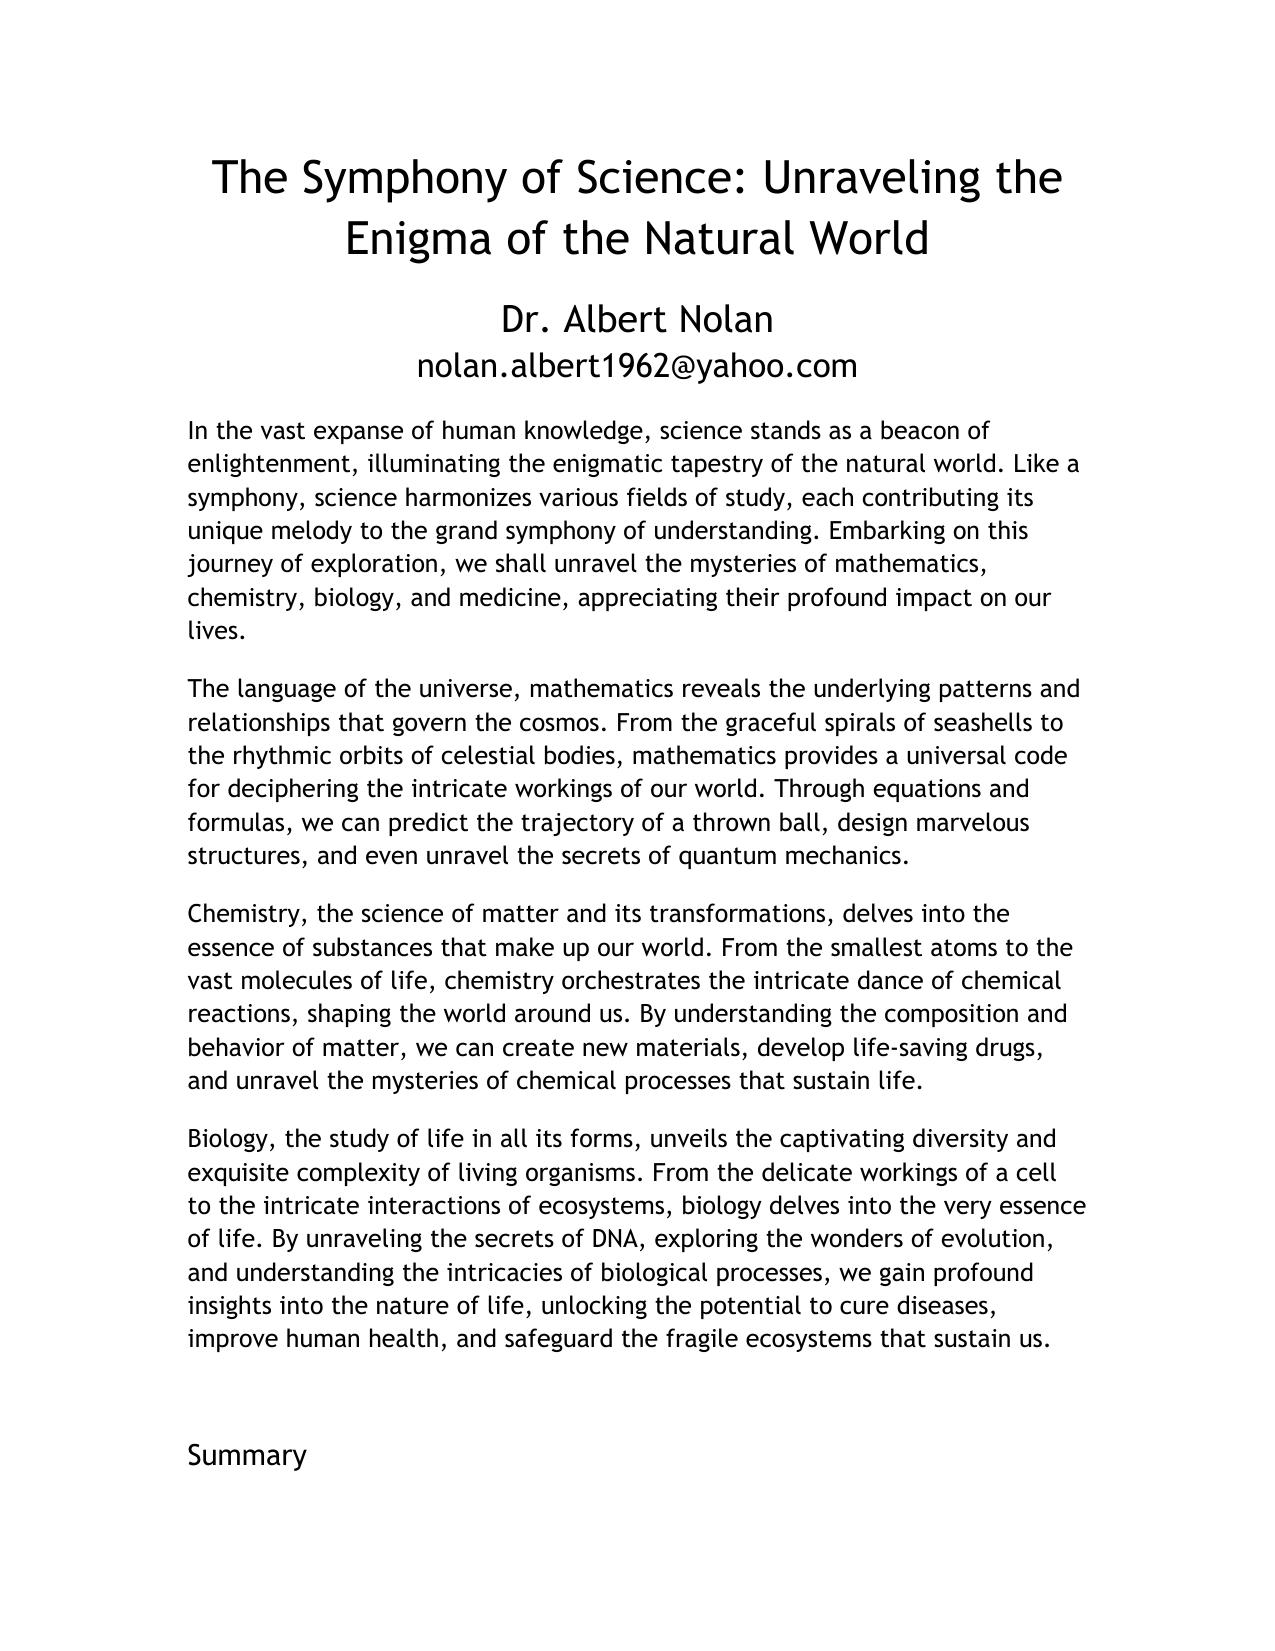 The Symphony of Science: Unraveling the
Enigma of the Natural World
Dr. Albert Nolan
nolan.albert1962@yahoo.com
In the vast expanse of human knowledge, science stands as a beacon of
enlightenment, illuminating the enigmatic tapestry of the natural world. Like a
symphony, science harmonizes various fields of study, each contributing its
unique melody to the grand symphony of understanding. Embarking on this
journey of exploration, we shall unravel the mysteries of mathematics,
chemistry, biology, and medicine, appreciating their profound impact on our
lives.
The language of the universe, mathematics reveals the underlying patterns and
relationships that govern the cosmos. From the graceful spirals of seashells to
the rhythmic orbits of celestial bodies, mathematics provides a universal code
for deciphering the intricate workings of our world. Through equations and
formulas, we can predict the trajectory of a thrown ball, design marvelous
structures, and even unravel the secrets of quantum mechanics.
Chemistry, the science of matter and its transformations, delves into the
essence of substances that make up our world. From the smallest atoms to the
vast molecules of life, chemistry orchestrates the intricate dance of chemical
reactions, shaping the world around us. By understanding the composition and
behavior of matter, we can create new materials, develop life-saving drugs,
and unravel the mysteries of chemical processes that sustain life.
Biology, the study of life in all its forms, unveils the captivating diversity and
exquisite complexity of living organisms. From the delicate workings of a cell
to the intricate interactions of ecosystems, biology delves into the very essence
of life. By unraveling the secrets of DNA, exploring the wonders of evolution,
and understanding the intricacies of biological processes, we gain profound
insights into the nature of life, unlocking the potential to cure diseases,
improve human health, and safeguard the fragile ecosystems that sustain us.
Summary